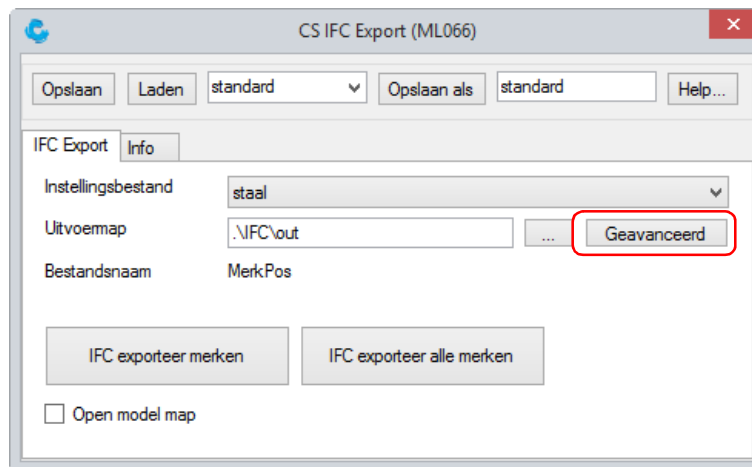 CS IFC Export (ML066)
Opslaan Laden standard Opslaan als standard Help...
IFC Export Info
Instellingsbestand staal
Uitvoermap .\IFC\out ... Geavanceerd
Bestandsnaam MerkPos
IFC exporteer merken IFC exporteer alle merken
Open model map